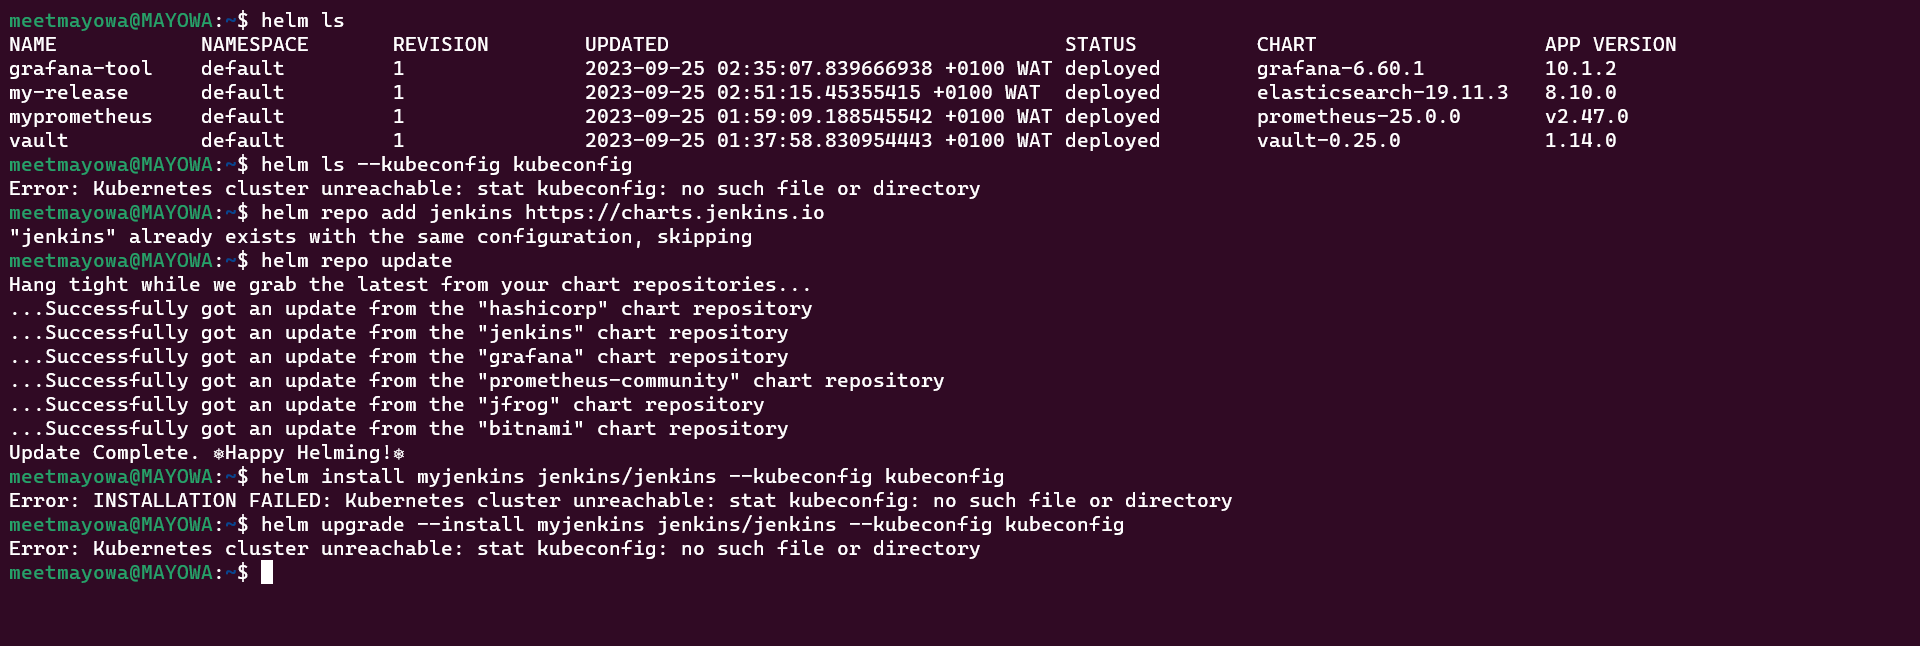 meetmayowa@MAYOWA:~$ helm ls
NAME            NAMESPACE       REVISION        UPDATED                                 STATUS          CHART                   APP VERSION
grafana-tool    default         1               2023-09-25 02:35:07.839666938 +0100 WAT deployed        grafana-6.60.1          10.1.2
my-release      default         1               2023-09-25 02:51:15.45355415 +0100 WAT  deployed        elasticsearch-19.11.3   8.10.0
myprometheus    default         1               2023-09-25 01:59:09.188545542 +0100 WAT deployed        prometheus-25.0.0       v2.47.0
vault           default         1               2023-09-25 01:37:58.830954443 +0100 WAT deployed        vault-0.25.0            1.14.0
meetmayowa@MAYOWA:~$ helm ls --kubeconfig kubeconfig
Error: Kubernetes cluster unreachable: stat kubeconfig: no such file or directory
meetmayowa@MAYOWA:~$ helm repo add jenkins https://charts.jenkins.io
"jenkins" already exists with the same configuration, skipping
meetmayowa@MAYOWA:~$ helm repo update
Hang tight while we grab the latest from your chart repositories...
...Successfully got an update from the "hashicorp" chart repository
...Successfully got an update from the "jenkins" chart repository
...Successfully got an update from the "grafana" chart repository
...Successfully got an update from the "prometheus-community" chart repository
...Successfully got an update from the "jfrog" chart repository
...Successfully got an update from the "bitnami" chart repository
Update Complete. ⎈Happy Helming!⎈
meetmayowa@MAYOWA:~$ helm install myjenkins jenkins/jenkins --kubeconfig kubeconfig
Error: INSTALLATION FAILED: Kubernetes cluster unreachable: stat kubeconfig: no such file or directory
meetmayowa@MAYOWA:~$ helm upgrade --install myjenkins jenkins/jenkins --kubeconfig kubeconfig
Error: Kubernetes cluster unreachable: stat kubeconfig: no such file or directory
meetmayowa@MAYOWA:~$